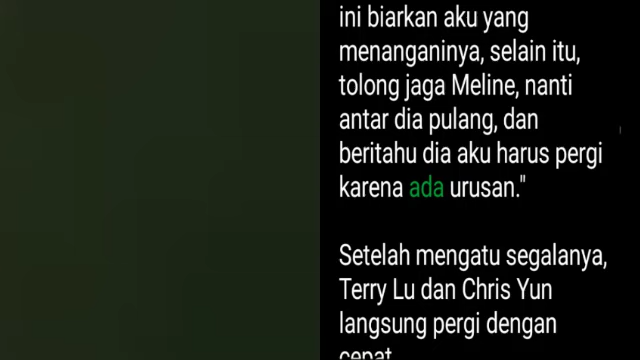 ini biarkan aku yang
menanganinya, selain itu,
tolong jaga Meline, nanti
antar dia pulang, dan
beritahu dia aku harus pergi
karena ada urusan."
Setelah mengatu segalanya,
Terry Lu dan Chris Yun
langsung pergi dengan
cepat